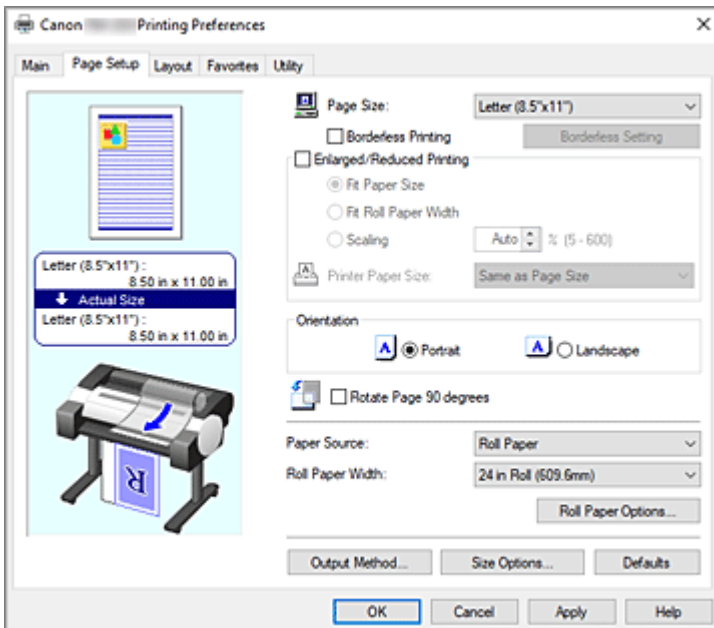 Canon Printing Preferences
Main Page Setup Layout Favorites Utility
Page Size: Letter (8.5"x11")
Borderless Printing Borderless Setting
Enlarged/Reduced Printing
Fit Paper Size
Fit Roll Paper Width
Scaling Auto % (5 - 600)
Printer Paper Size: Same as Page Size
Letter (8.5"x11") :
8.50 in x 11.00 in
Actual Size
Letter (8.5"x11") :
8.50 in x 11.00 in
Orientation
A Portrait A Landscape
Rotate Page 90 degrees
R
Paper Source: Roll Paper
Roll Paper Width: 24 in Roll (609.6mm)
Roll Paper Options...
Output Method... Size Options... Defaults
OK Cancel Apply Help